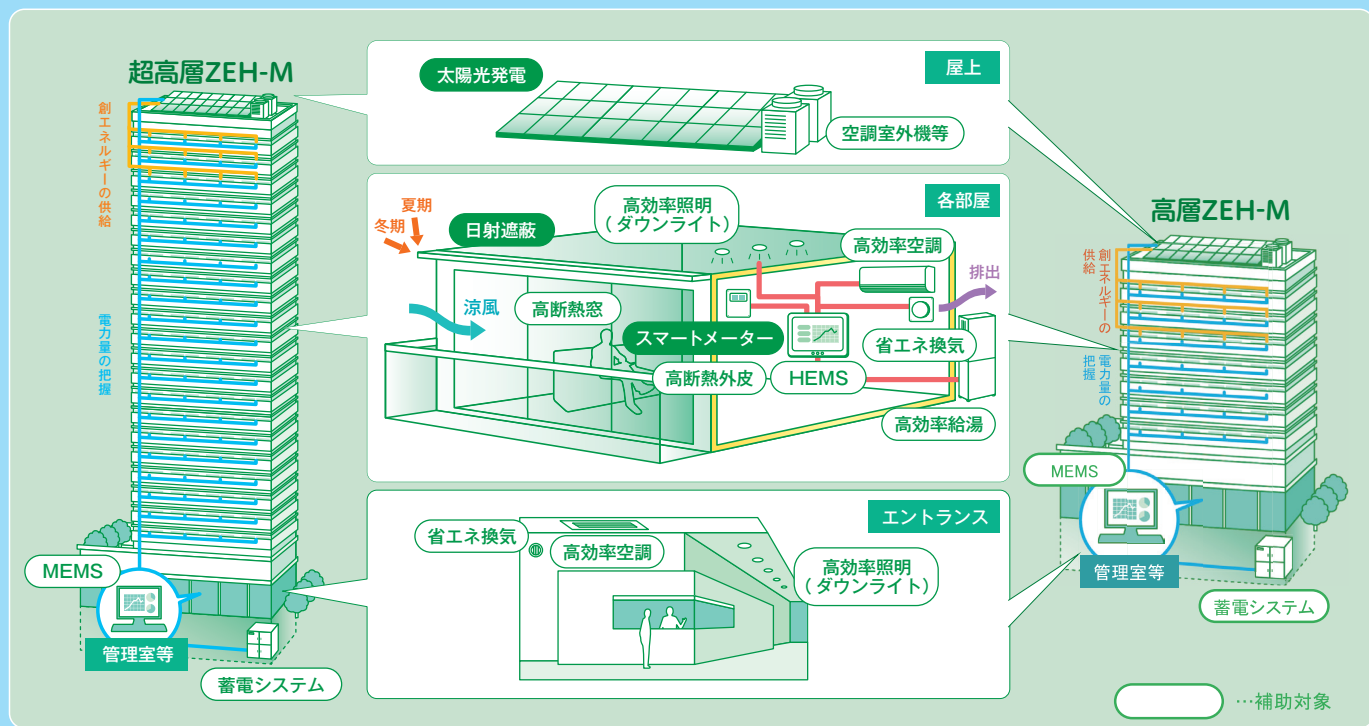 超高層ZEH-M
創エネルギーの供給
電力量の把握
MEMS
管理室等
蓄電システム
屋上
太陽光発電
空調室外機等
各部屋
夏期
冬期
日射遮蔽
高効率照明
（ダウンライト）
高効率空調
排出
涼風
高断熱窓
スマートメーター
省エネ換気
高断熱外皮
HEMS
高効率給湯
エントランス
省エネ換気
高効率空調
高効率照明
（ダウンライト）
高層ZEH-M
創エネルギーの
供給
電力量の
把握
MEMS
管理室等
蓄電システム
…補助対象